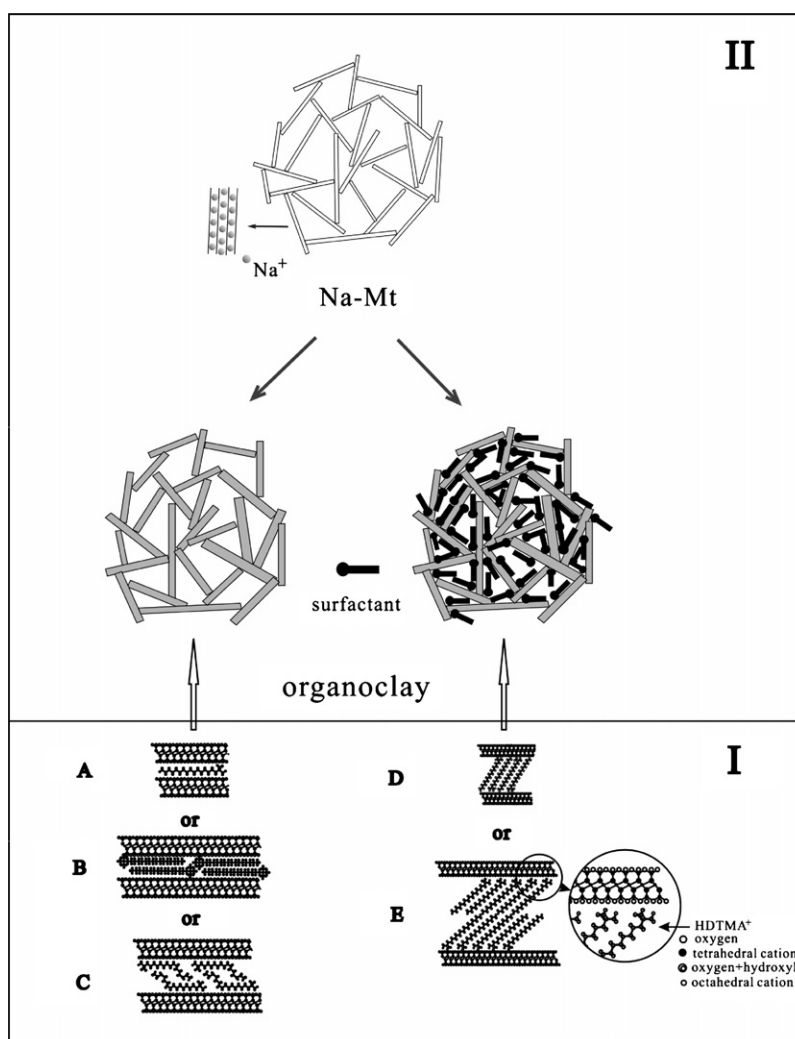 II
Na+
Na-Mt
surfactant
organoclay
I
A
or
B
or
C
D
or
E
HDTMA+
oxygen
tetrahedral cation
oxygen+hydroxyl
octahedral cation